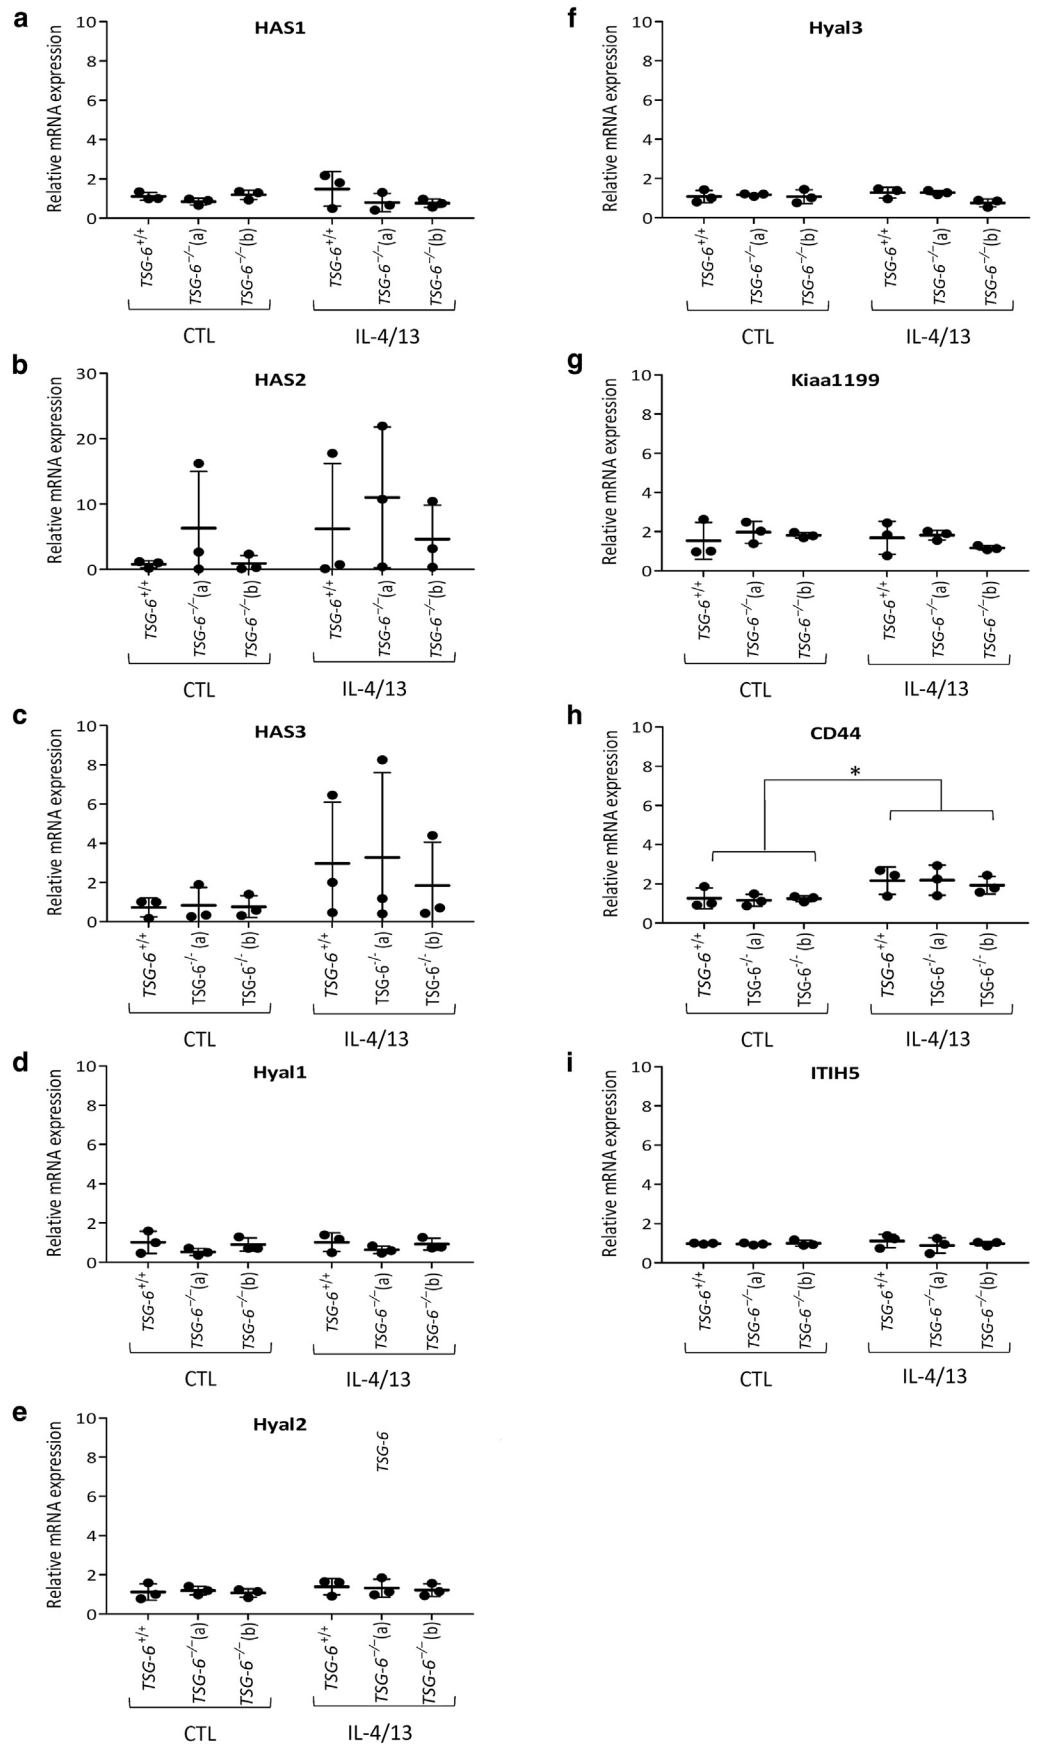 a
HAS1
Relative mRNA expression
10
8
6
4
2
0
TSG-6+/+
TSG-6−/−(a)
TSG-6−/−(b)
TSG-6+/+
TSG-6−/−(a)
TSG-6−/−(b)
CTL
IL-4/13
b
HAS2
Relative mRNA expression
30
20
10
0
TSG-6+/+
TSG-6−/−(a)
TSG-6−/−(b)
TSG-6+/+
TSG-6−/−(a)
TSG-6−/−(b)
CTL
IL-4/13
c
HAS3
Relative mRNA expression
10
8
6
4
2
0
TSG-6+/+
TSG-6-/- (a)
TSG-6-/- (b)
TSG-6+/+
TSG-6-/- (a)
TSG-6-/- (b)
CTL
IL-4/13
d
Hyal1
Relative mRNA expression
10
8
6
4
2
0
TSG-6+/+
TSG-6−/−(a)
TSG-6−/−(b)
TSG-6+/+
TSG-6−/−(a)
TSG-6−/−(b)
CTL
IL-4/13
e
Hyal2
TSG-6
Relative mRNA expression
10
8
6
4
2
0
TSG-6+/+
TSG-6−/−(a)
TSG-6−/−(b)
TSG-6+/+
TSG-6−/−(a)
TSG-6−/−(b)
CTL
IL-4/13
f
Hyal3
Relative mRNA expression
10
8
6
4
2
0
TSG-6+/+
TSG-6−/− (a)
TSG-6−/− (b)
TSG-6+/+
TSG-6−/− (a)
TSG-6−/− (b)
CTL
IL-4/13
g
Kiaa1199
Relative mRNA expression
10
8
6
4
2
0
TSG-6+/+
TSG-6−/− (a)
TSG-6−/− (b)
TSG-6+/+
TSG-6−/− (a)
TSG-6−/− (b)
CTL
IL-4/13
h
CD44
*
Relative mRNA expression
10
8
6
4
2
0
TSG-6+/+
TSG-6-/- (a)
TSG-6-/- (b)
TSG-6+/+
TSG-6-/- (a)
TSG-6-/- (b)
CTL
IL-4/13
i
ITIH5
Relative mRNA expression
10
8
6
4
2
0
TSG-6+/+
TSG-6−/− (a)
TSG-6−/− (b)
TSG-6+/+
TSG-6−/− (a)
TSG-6−/− (b)
CTL
IL-4/13